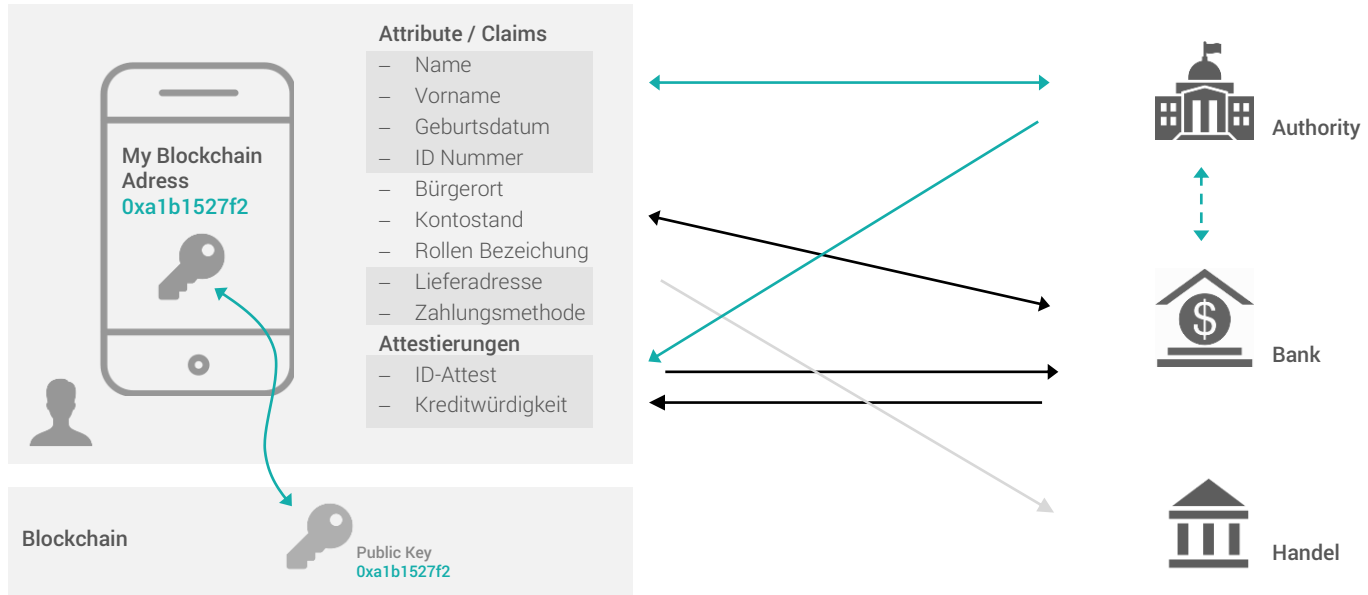 My Blockchain
Adress
0xa1b1527f2
Attribute / Claims
– Name
– Vorname
– Geburtsdatum
– ID Nummer
– Bürgerort
– Kontostand
– Rollen Bezeichung
– Lieferadresse
– Zahlungsmethode
Attestierungen
– ID-Attest
– Kreditwürdigkeit
Authority
$
Bank
Handel
Blockchain
Public Key
0xa1b1527f2